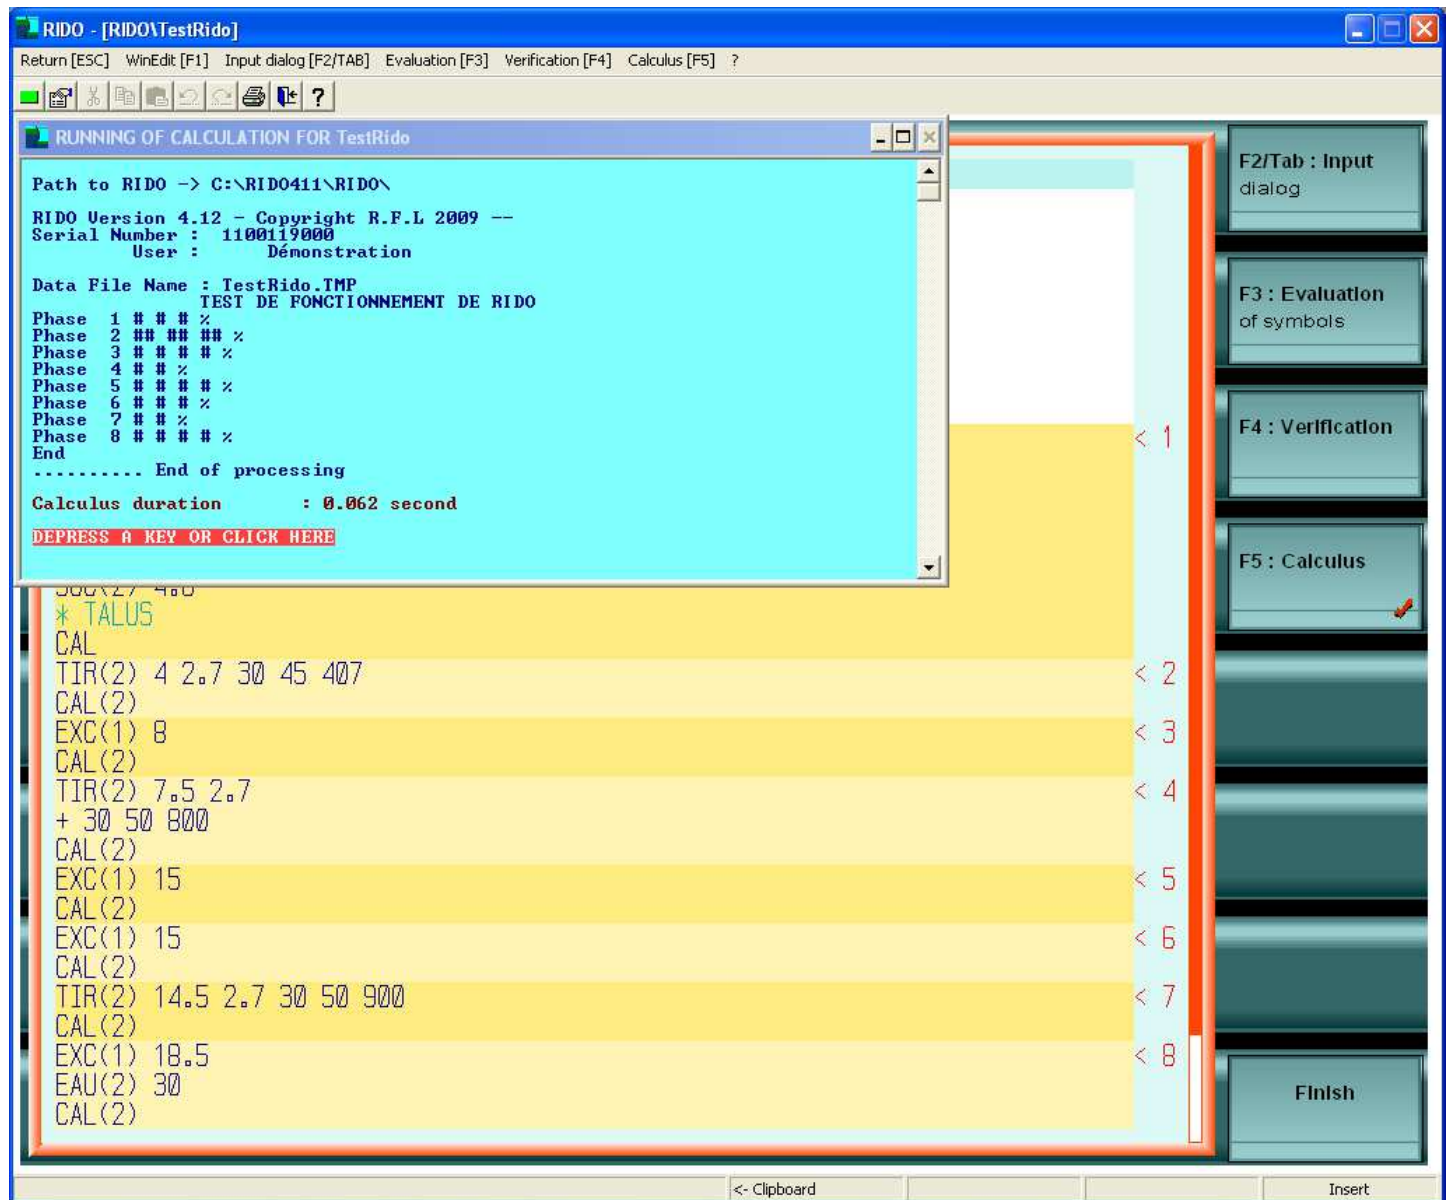 RIDO - [RIDO\TestRido]
Return [ESC] WinEdit [F1] Input dialog [F2/TAB] Evaluation [F3] Verification [F4] Calculus [F5] ?
RUNNING OF CALCULATION FOR TestRido
Path to RIDO -> C:\RIDO411\RIDO\
RIDO Version 4.12 - Copyright R.F.L 2009 --
Serial Number : 1100119000
User : Démonstration
Data File Name : TestRido.TMP
TEST DE FONCTIONNEMENT DE RIDO
Phase 1 # # # %
Phase 2 ## ## ## %
Phase 3 # # # # %
Phase 4 # # %
Phase 5 # # # # %
Phase 6 # # # %
Phase 7 # # %
Phase 8 # # # # %
End
.......... End of processing
Calculus duration : 0.062 second
DEPRESS A KEY OR CLICK HERE
< 1
* TALUS
CAL
TIR(2) 4 2.7 30 45 407 < 2
CAL(2)
EXC(1) 8 < 3
CAL(2)
TIR(2) 7.5 2.7 < 4
+ 30 50 800
CAL(2)
EXC(1) 15 < 5
CAL(2)
EXC(1) 15 < 6
CAL(2)
TIR(2) 14.5 2.7 30 50 900 < 7
CAL(2)
EXC(1) 18.5 < 8
EAU(2) 30
CAL(2)
F2/Tab : Input
dialog
F3 : Evaluation
of symbols
F4 : Verification
F5 : Calculus
Finish
<- Clipboard
Insert